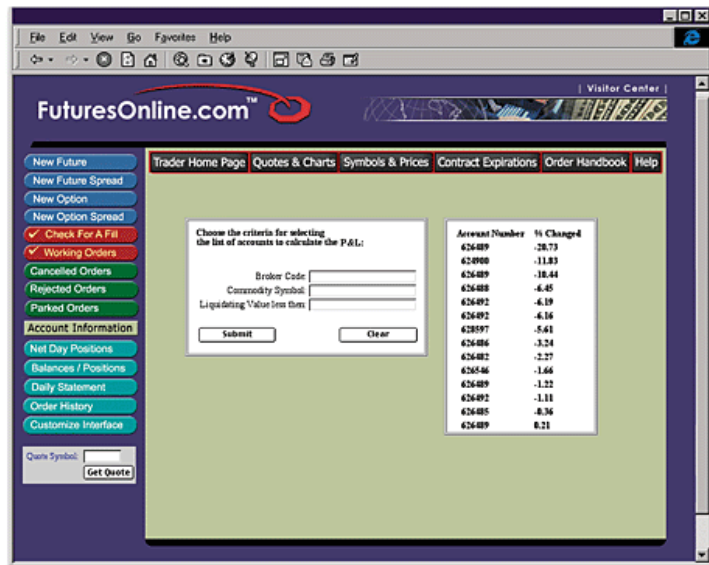 File Edit View Go Favorites Help
| Visitor Center |
FuturesOnline.com™
New Future
New Future Spread
New Option
New Option Spread
Check For A Fill
Working Orders
Cancelled Orders
Rejected Orders
Parked Orders
Account Information
Net Day Positions
Balances / Positions
Daily Statement
Order History
Customize Interface
Quote Symbol:
Get Quote
Trader Home Page Quotes & Charts Symbols & Prices Contract Expirations Order Handbook Help
Choose the criteria for selecting
the list of accounts to calculate the P&L:
Broker Code:
Commodity Symbol:
Liquidating Value less then:
Submit Clear
Account Number % Changed
626489 -20.73
624900 -11.83
626489 -10.44
626488 -6.45
626492 -6.19
626492 -6.16
628597 -5.61
626486 -3.24
626482 -2.27
626546 -1.66
626489 -1.22
626492 -1.11
626485 -0.36
626489 0.21